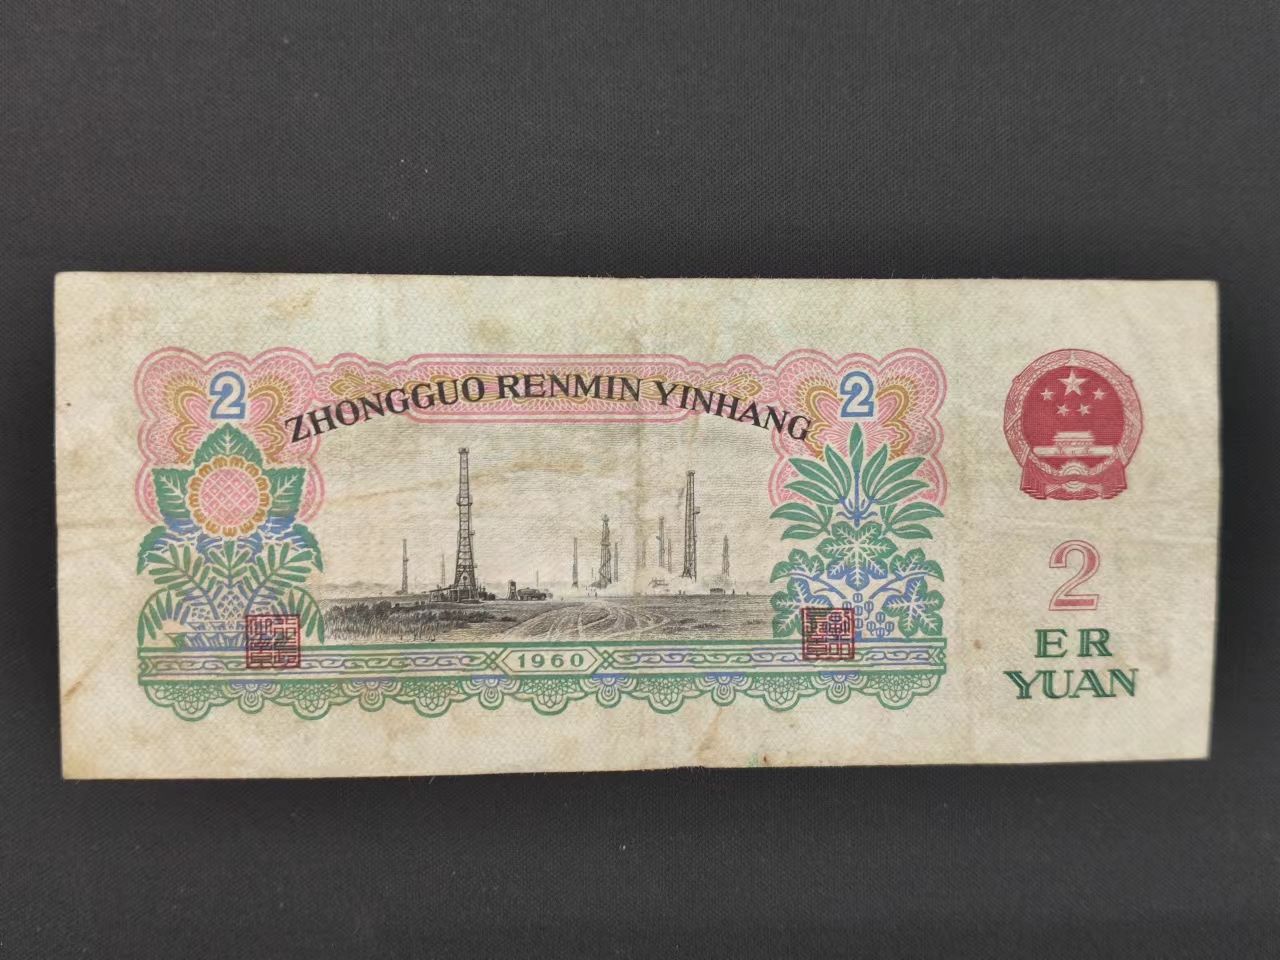 2
2
ZHONGGUO RENMIN YINHANG
2
ER
YUAN
1960